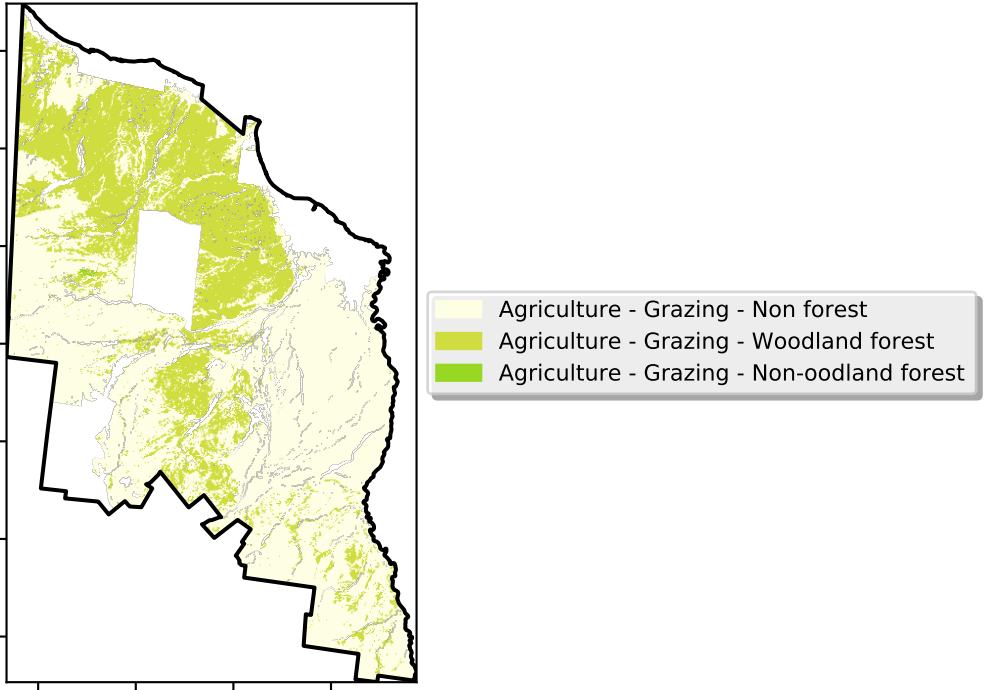 Agriculture - Grazing - Non forest
Agriculture - Grazing - Woodland forest
Agriculture - Grazing - Non-oodland forest